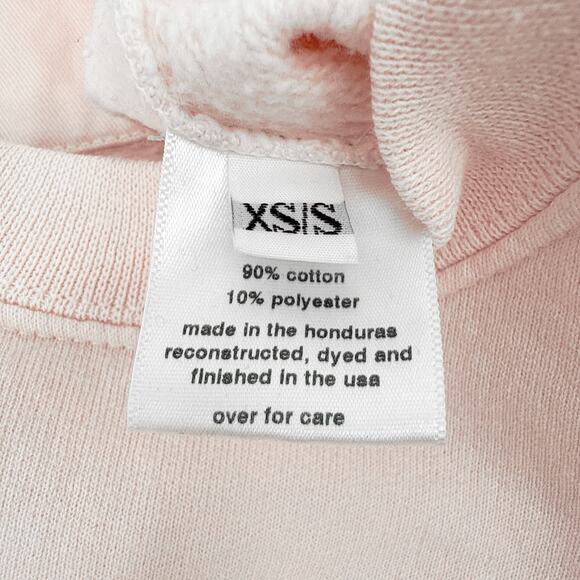 XS|S
90% cotton
10% polyester
made in the honduras
reconstructed, dyed and
finished in the usa
over for care